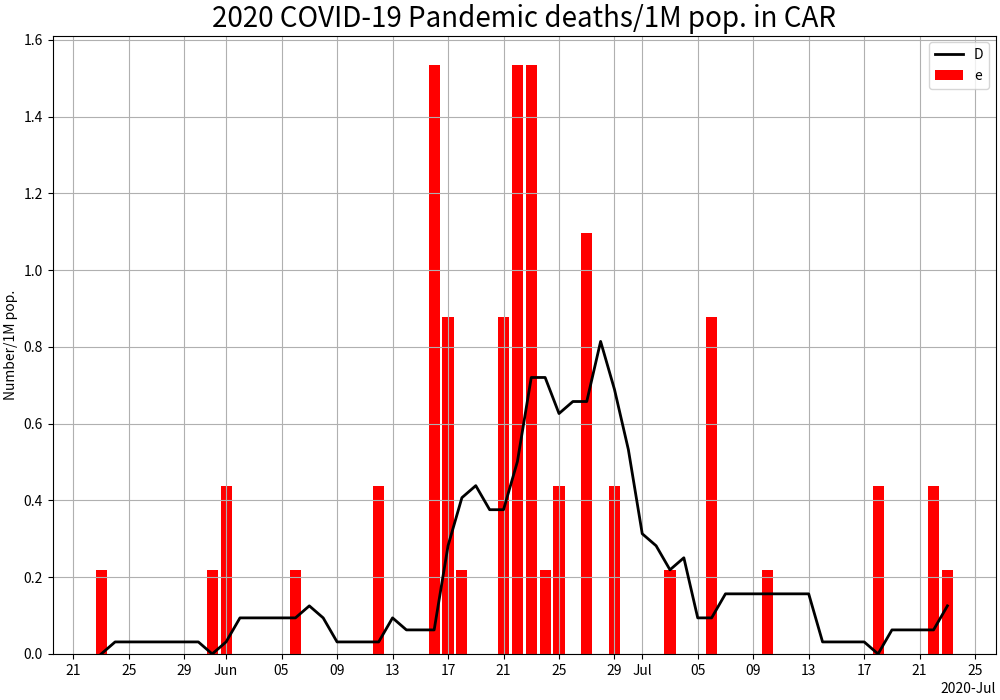 2020 COVID-19 Pandemic deaths/1M pop. in CAR
D
e
Number/1M pop.
1.6
1.4
1.2
1.0
0.8
0.6
0.4
0.2
0.0
21 25 29 Jun 05 09 13 17 21 25 29 Jul 05 09 13 17 21 25
2020-Jul